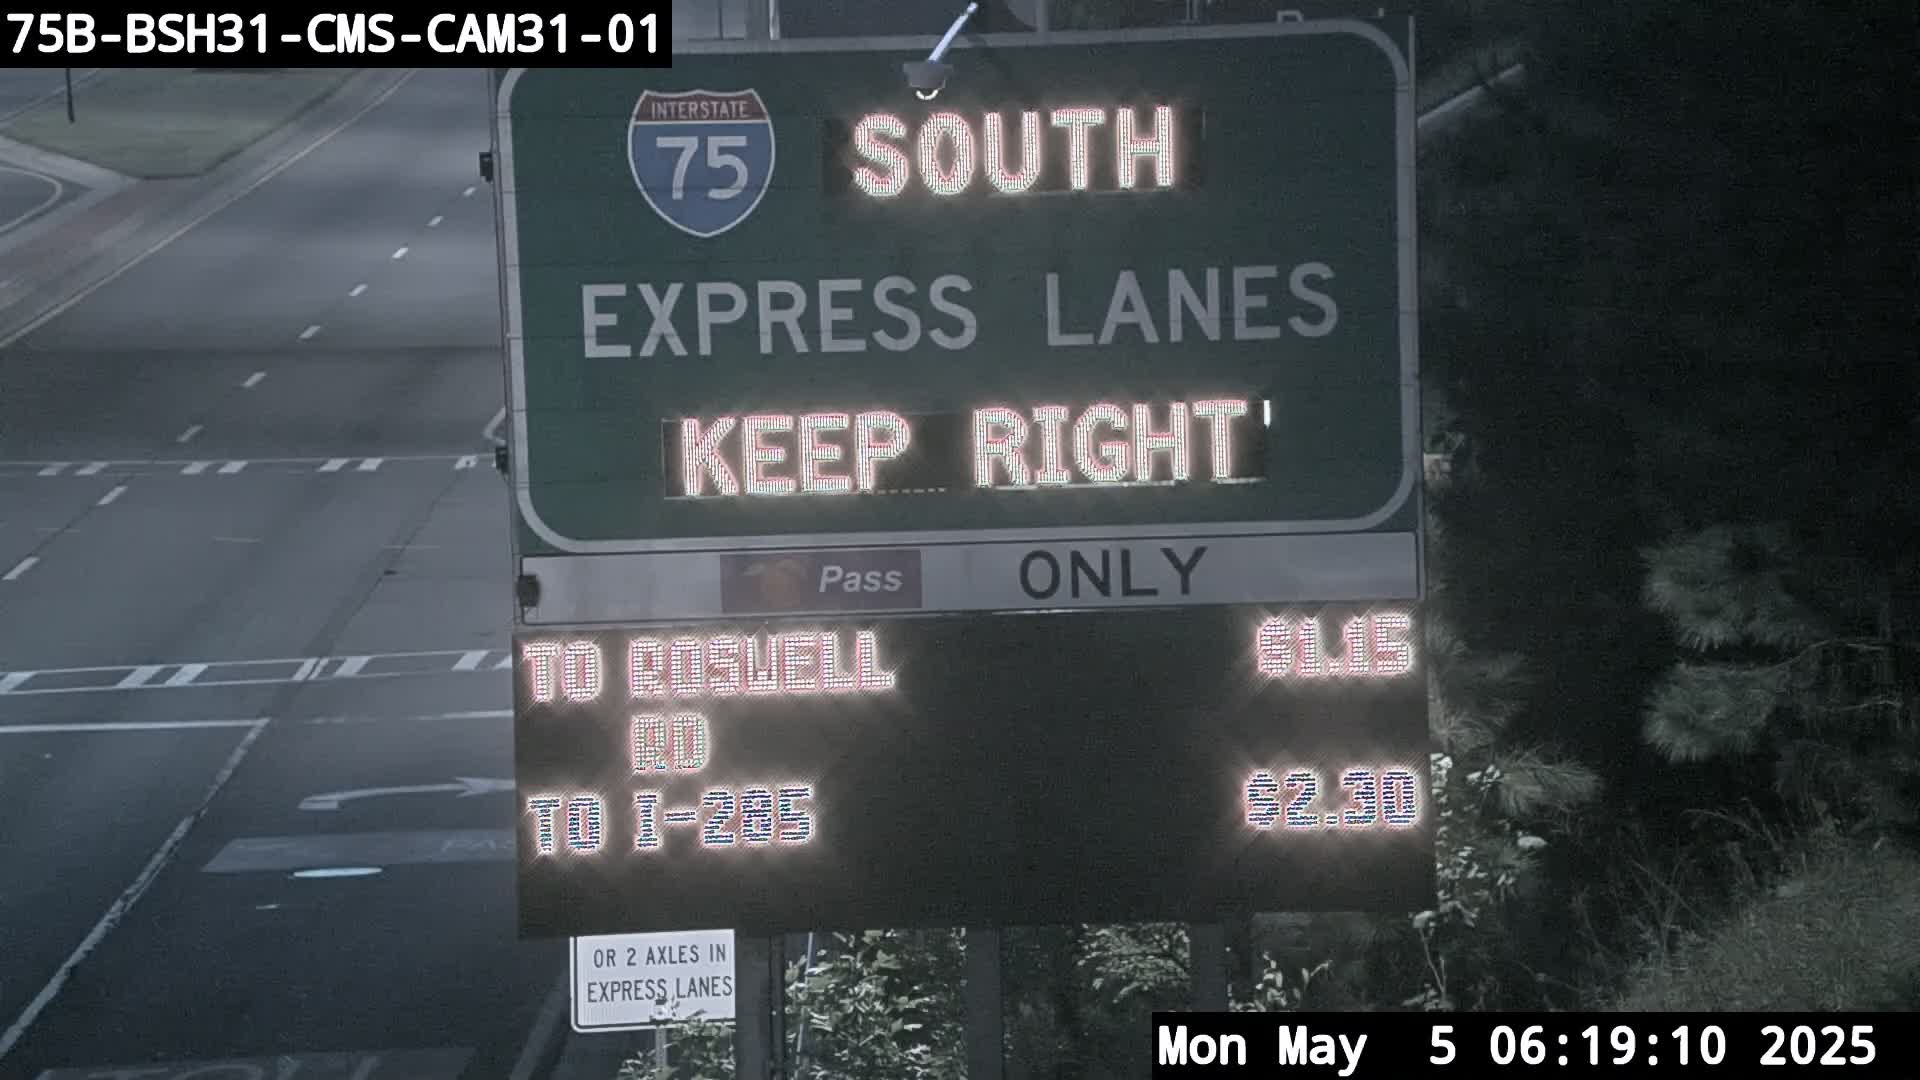 75B-BSH31-CMS-CAM31-01
INTERSTATE
75
SOUTH
EXPRESS LANES
KEEP RIGHT
Pass ONLY
TO ROSWELL $1.15
RD
TO I-285 $2.30
OR 2 AXLES IN
EXPRESS LANES
Mon May 5 06:19:10 2025